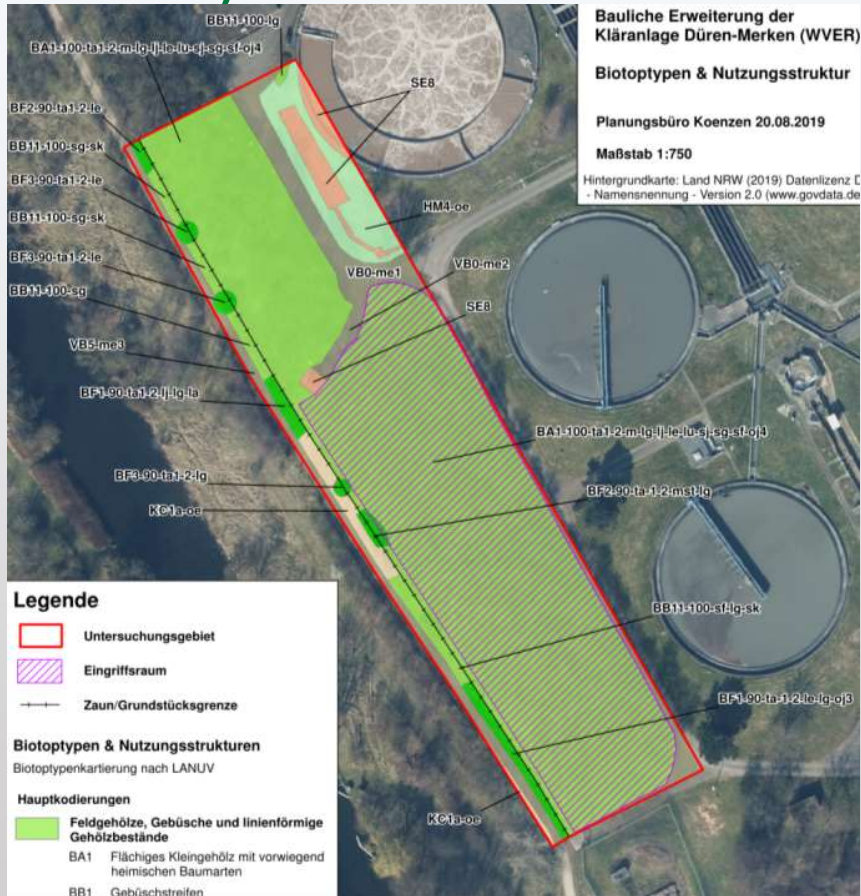 Bauliche Erweiterung der
Kläranlage Düren-Merken (WVER)
Biotoptypen & Nutzungsstruktur
Planungsbüro Koenzen 20.08.2019
Maßstab 1:750
Hintergrundkarte: Land NRW (2019) Datenlizenz D
- Namensnennung - Version 2.0 (www.govdata.de
BB11-100-lg
BA1-100-ta1-2-m-lg-lj-le-lu-sj-sg-sf-oj4
SE8
BF2-90-ta1-2-le
BB11-100-sg-sk
BF3-90-ta1-2-le
HM4-oe
BB11-100-sg-sk
BF3-90-ta1-2-le
VB0-me1
VB0-me2
BB11-100-sg
SE8
VB5-me3
BF1-90-ta1-2-lj-lg-la
BA1-100-ta1-2-m-lg-lj-le-lu-sj-sg-sf-oj4
BF3-90-ta1-2-lg
BF2-90-ta-1-2-mst-lg
KC1a-oe
BB11-100-sf-lg-sk
BF1-90-ta-1-2-le-lg-oj3
KC1a-oe
Legende
Untersuchungsgebiet
Eingriffsraum
Zaun/Grundstücksgrenze
Biotoptypen & Nutzungsstrukturen
Biotoptypenkartierung nach LANUV
Hauptkodierungen
Feldgehölze, Gebüsche und linienförmige
Gehölzbestände
BA1 Flächiges Kleingehölz mit vorwiegend
heimischen Baumarten
BB1 Gebüschstreifen